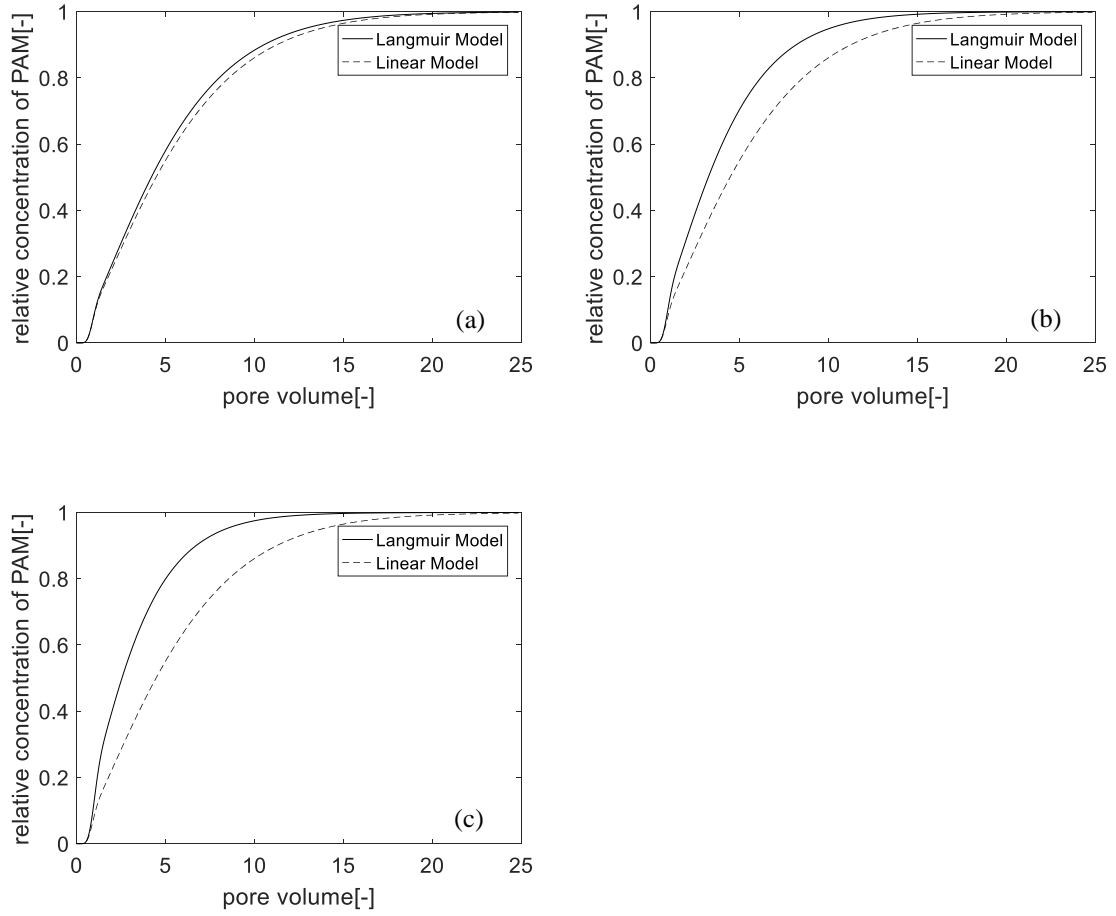 relative concentration of PAM[-]
1
0.8
0.6
0.4
0.2
0
Langmuir Model
Linear Model
(a)
0 5 10 15 20 25
pore volume[-]
relative concentration of PAM[-]
1
0.8
0.6
0.4
0.2
0
Langmuir Model
Linear Model
(b)
0 5 10 15 20 25
pore volume[-]
relative concentration of PAM[-]
1
0.8
0.6
0.4
0.2
0
Langmuir Model
Linear Model
(c)
0 5 10 15 20 25
pore volume[-]